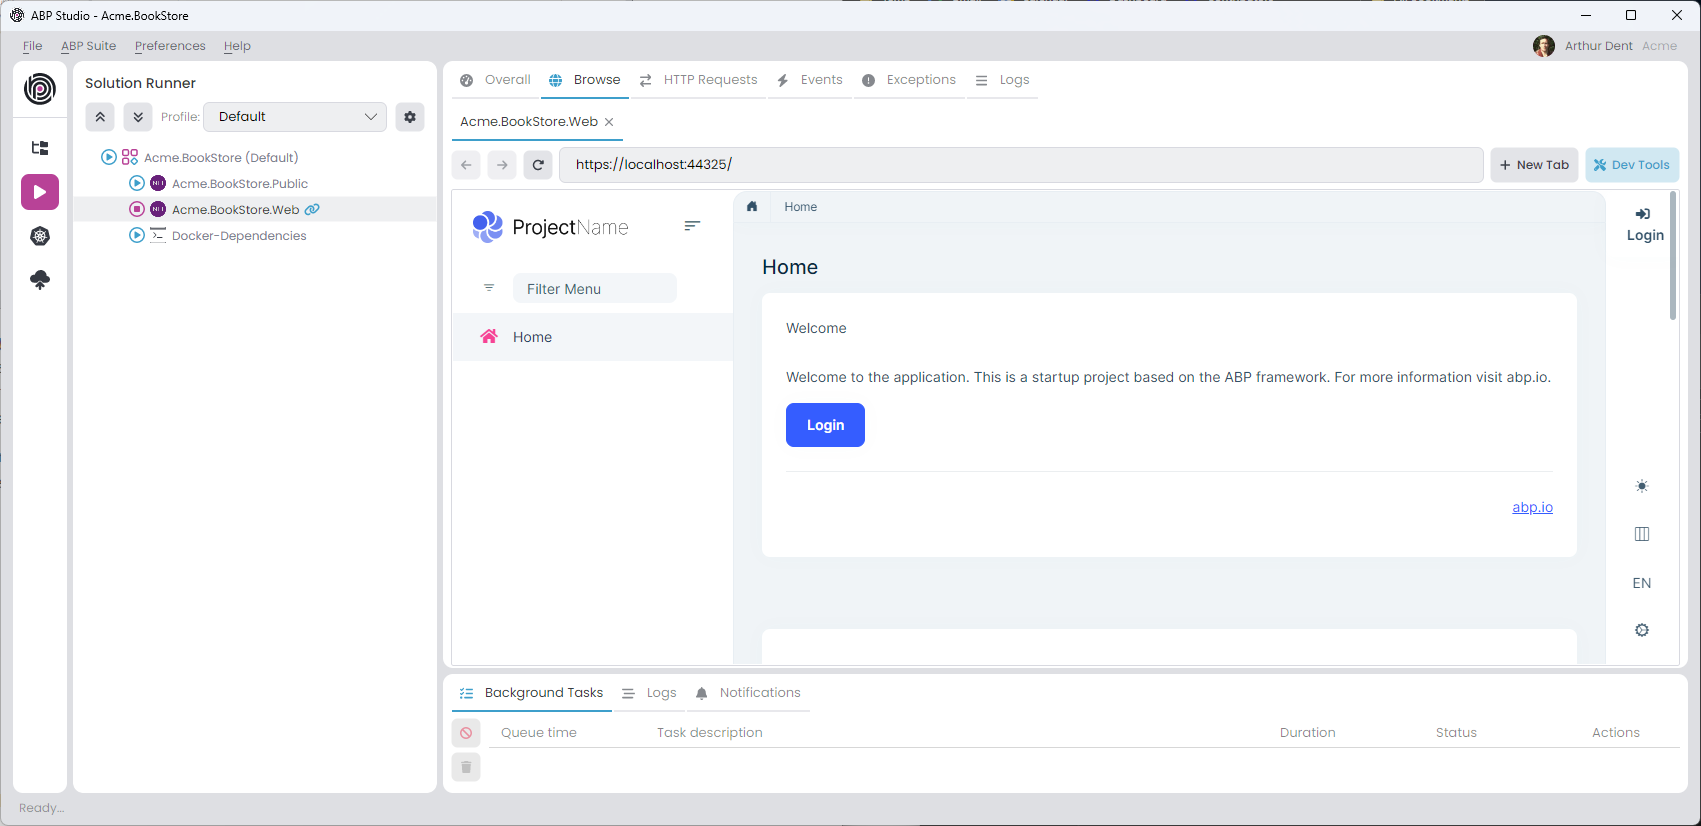 ABP Studio - Acme.BookStore
File ABP Suite Preferences Help
Arthur Dent Acme
Solution Runner
Profile: Default
Acme.BookStore (Default)
Acme.BookStore.Public
Acme.BookStore.Web
Docker-Dependencies
Overall Browse HTTP Requests Events Exceptions Logs
Acme.BookStore.Web
https://localhost:44325/
New Tab
Dev Tools
ProjectName
Filter Menu
Home
Home
Login
Home
Welcome
Welcome to the application. This is a startup project based on the ABP framework. For more information visit abp.io.
Login
abp.io
EN
Background Tasks Logs Notifications
Queue time Task description Duration Status Actions
Ready...